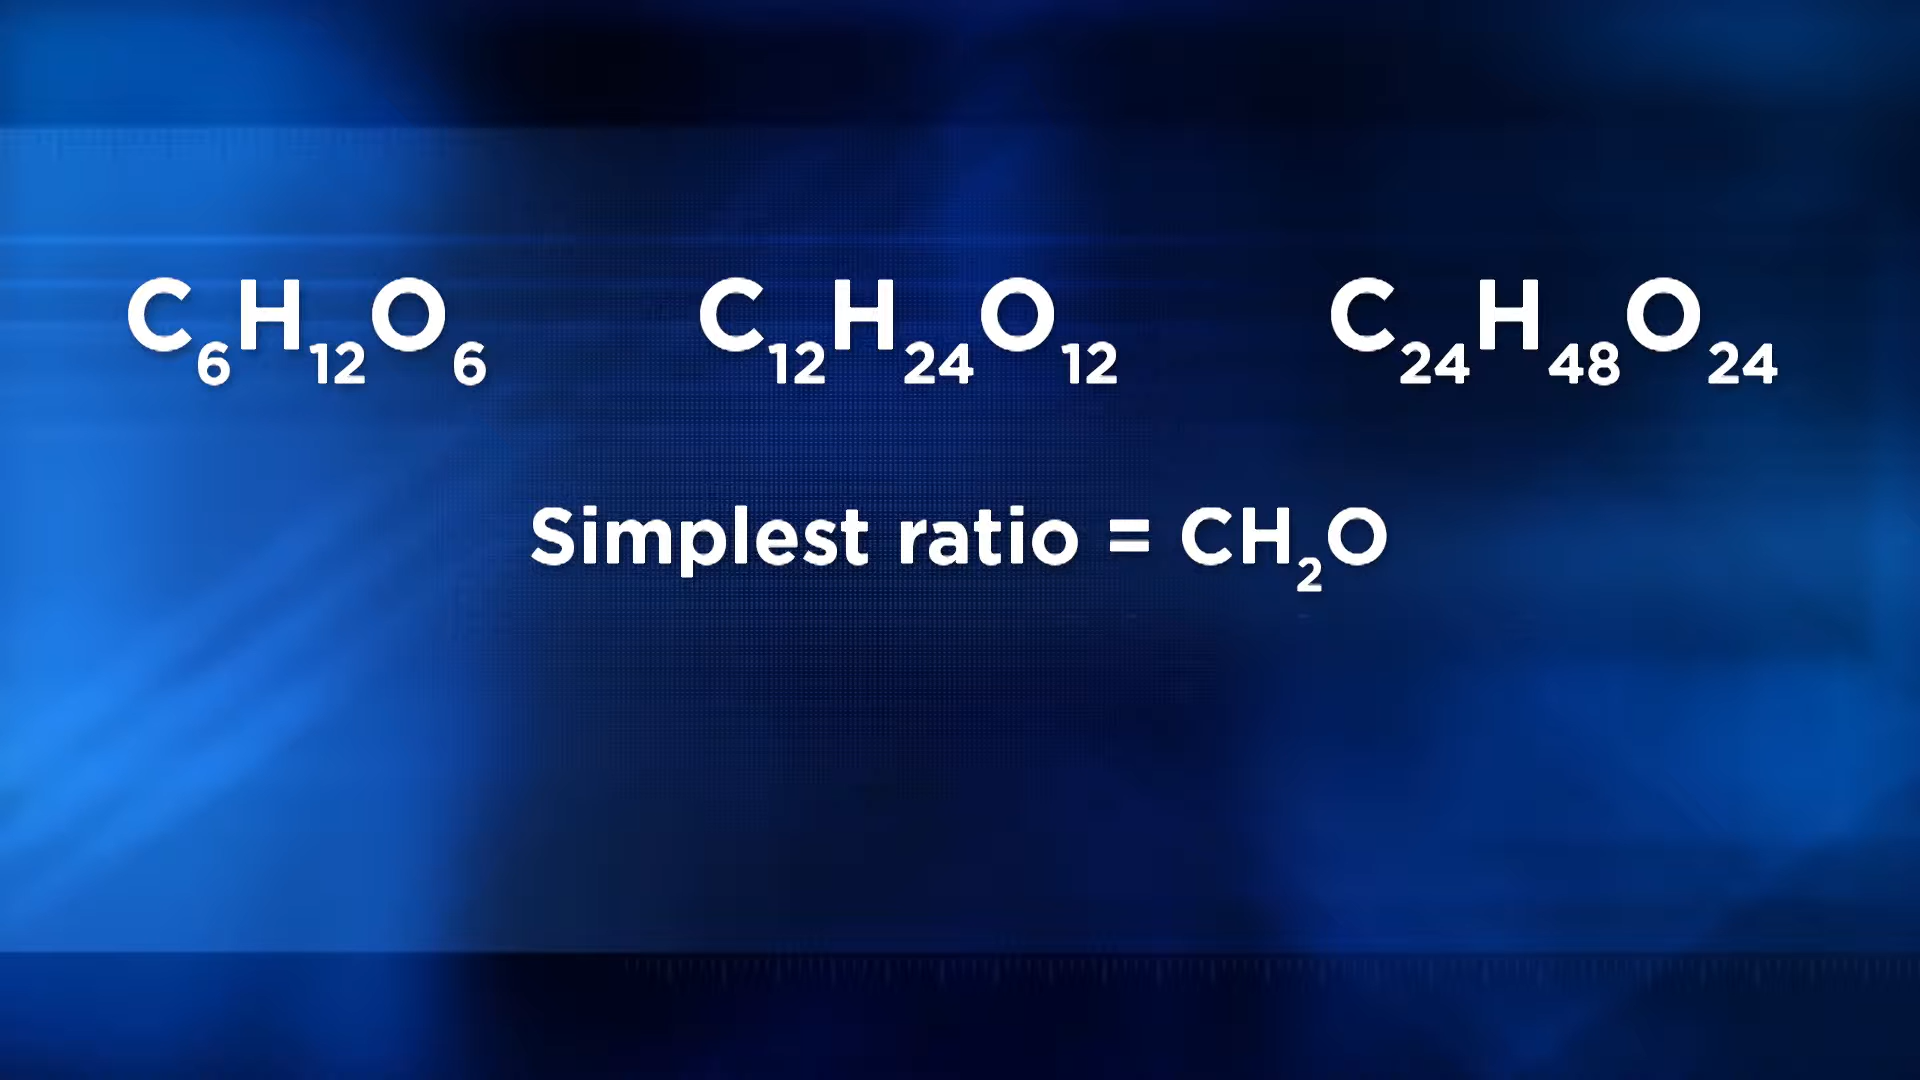 C₆H₁₂O₆ C₁₂H₂₄O₁₂ C₂₄H₄₈O₂₄
Simplest ratio = CH₂O